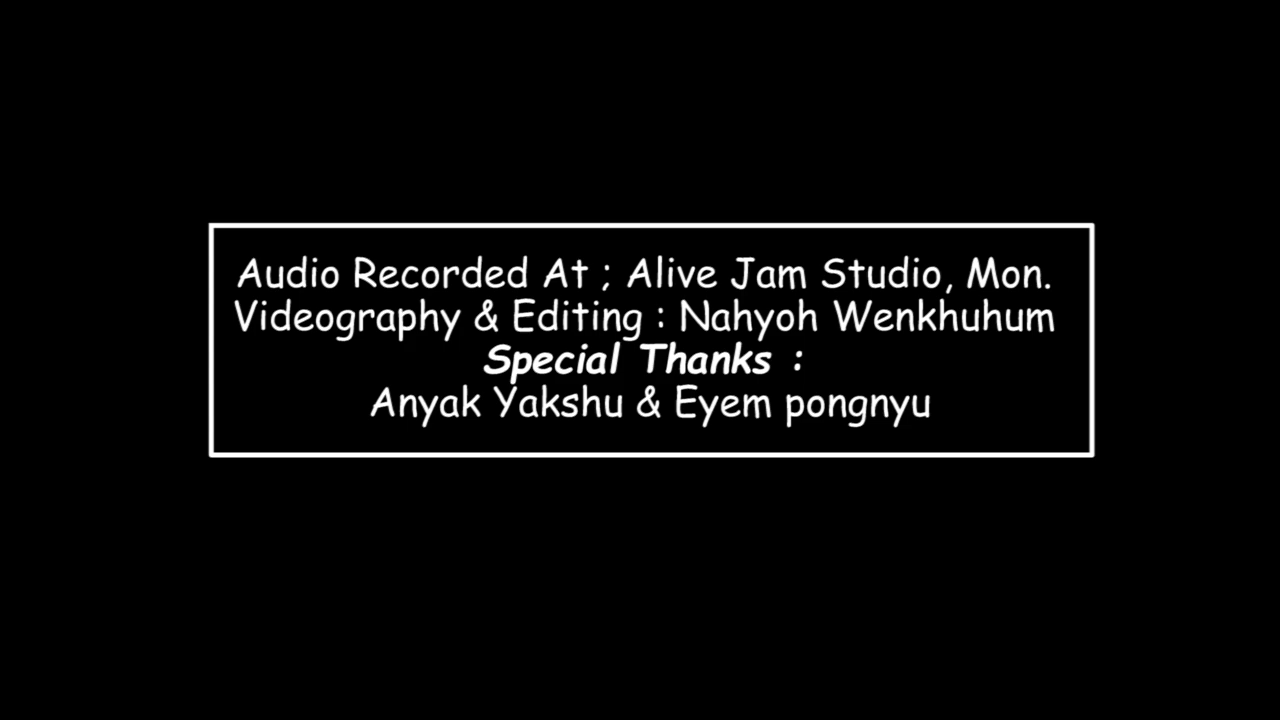 Audio Recorded At ; Alive Jam Studio, Mon.
Videography & Editing : Nahyoh Wenkhuhum
Special Thanks :
Anyak Yakshu & Eyem pongnyu